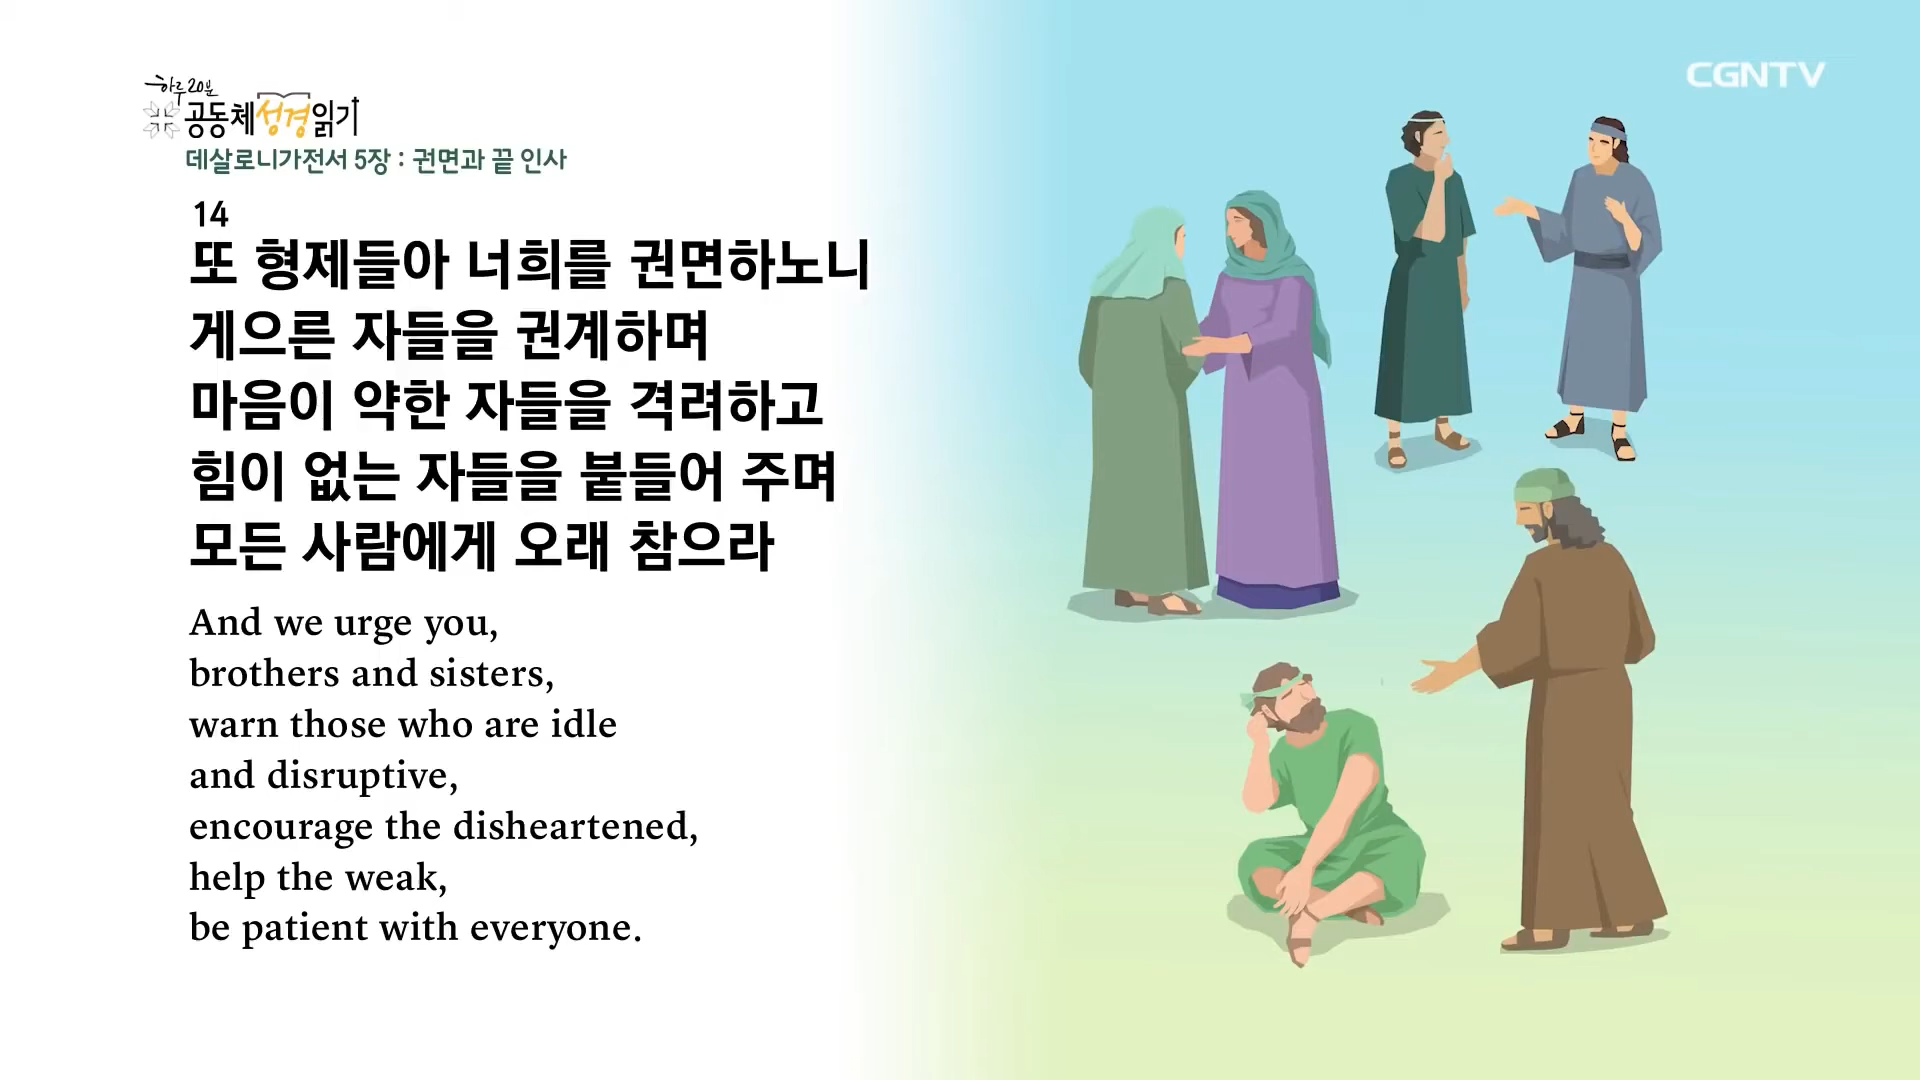 하루 20분
공동체성경읽기
CGNTV
데살로니가전서 5장 : 권면과 끝 인사
14
또 형제들아 너희를 권면하노니
게으른 자들을 권계하며
마음이 약한 자들을 격려하고
힘이 없는 자들을 붙들어 주며
모든 사람에게 오래 참으라
And we urge you,
brothers and sisters,
warn those who are idle
and disruptive,
encourage the disheartened,
help the weak,
be patient with everyone.